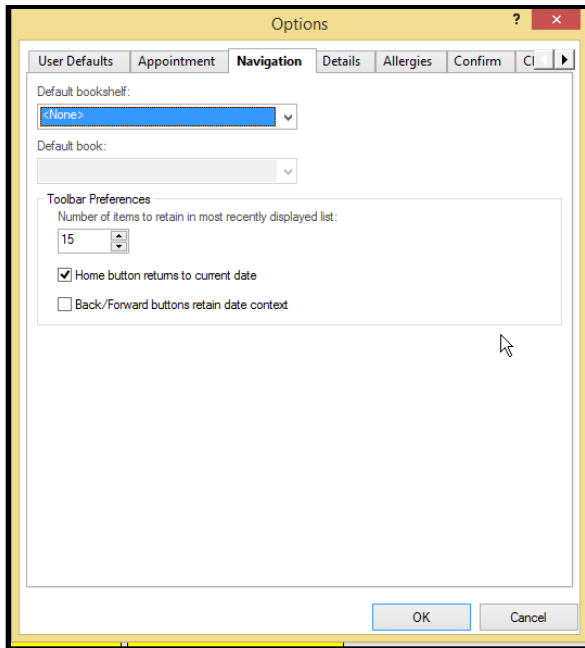 Options
?
User Defaults Appointment Navigation Details Allergies Confirm
Default bookshelf:
<None>
Default book:
Toolbar Preferences
Number of items to retain in most recently displayed list:
15
Home button returns to current date
Back/Forward buttons retain date context
OK Cancel